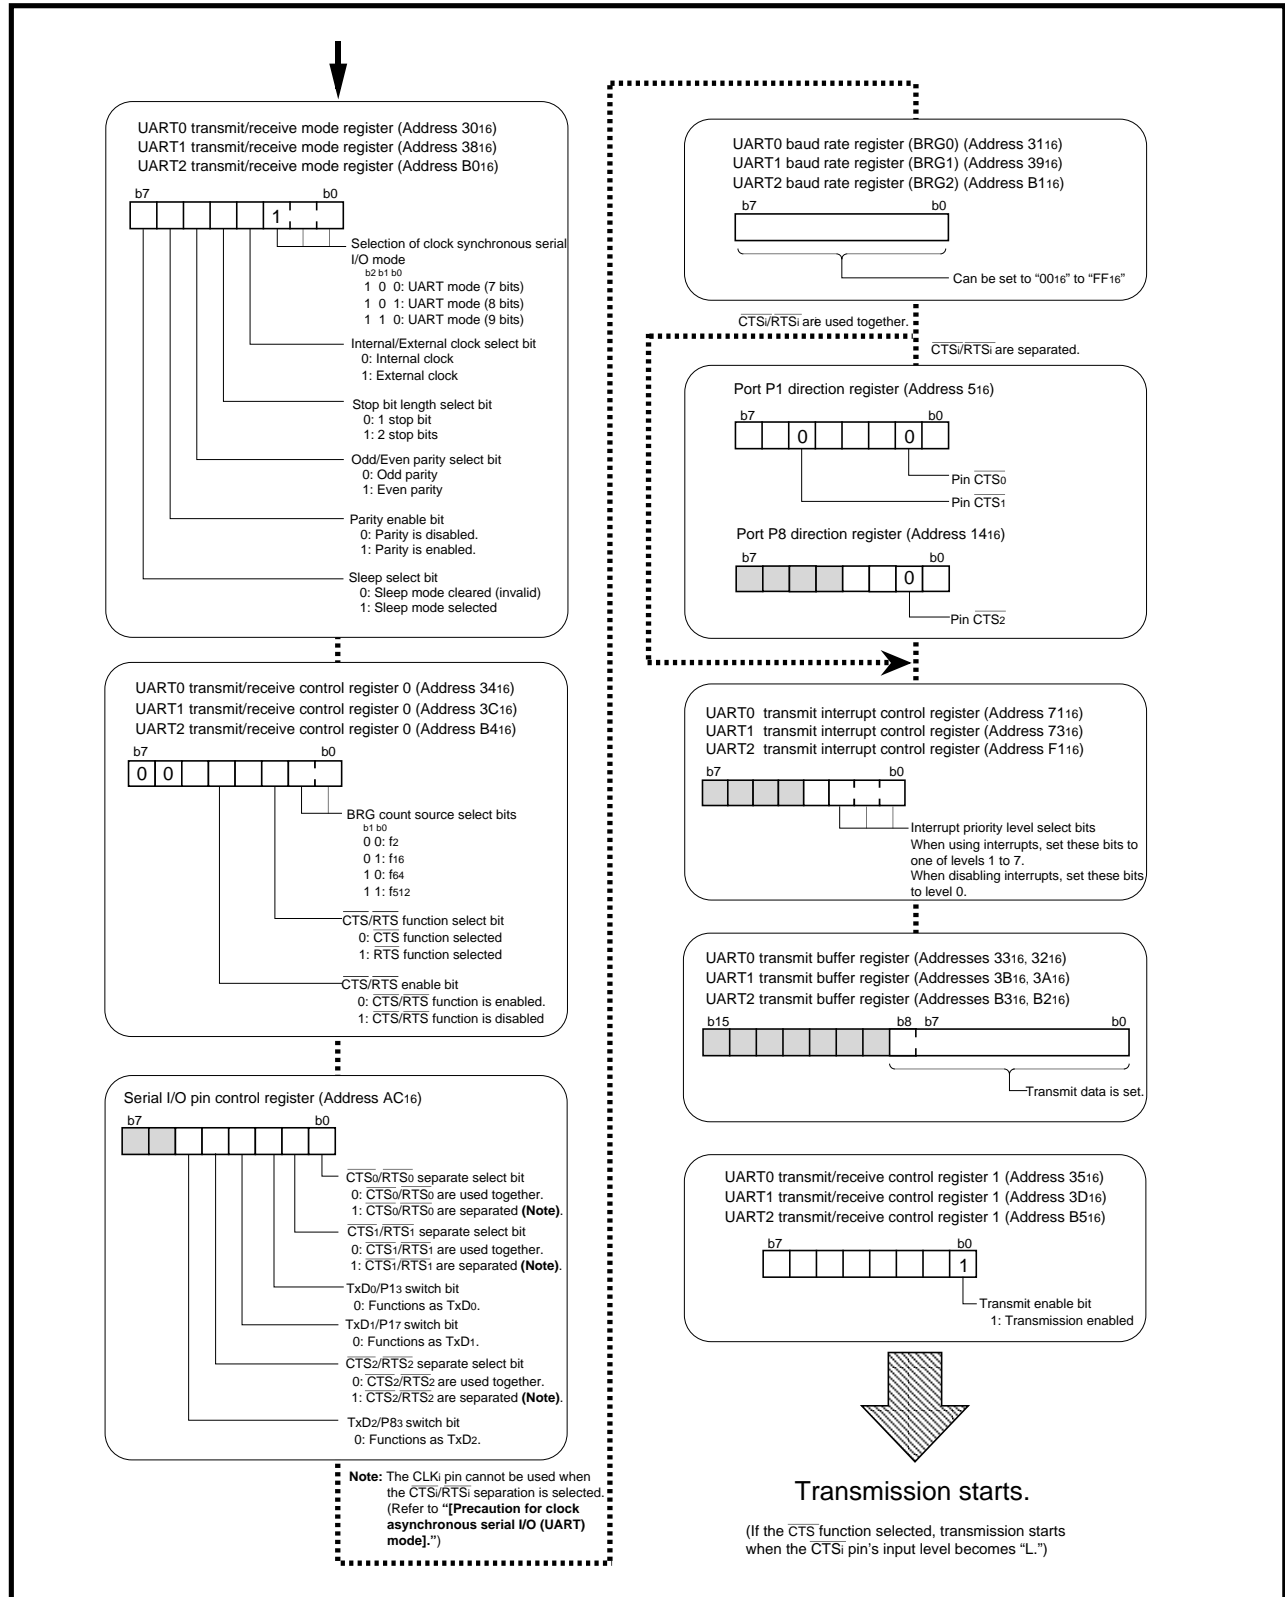 UART0 transmit/receive mode register (Address 3016)
UART1 transmit/receive mode register (Address 3816)
UART2 transmit/receive mode register (Address B016)
b7 b0
1
Selection of clock synchronous serial
I/O mode
b2 b1 b0
1 0 0: UART mode (7 bits)
1 0 1: UART mode (8 bits)
1 1 0: UART mode (9 bits)
Internal/External clock select bit
0: Internal clock
1: External clock
Stop bit length select bit
0: 1 stop bit
1: 2 stop bits
Odd/Even parity select bit
0: Odd parity
1: Even parity
Parity enable bit
0: Parity is disabled.
1: Parity is enabled.
Sleep select bit
0: Sleep mode cleared (invalid)
1: Sleep mode selected
UART0 transmit/receive control register 0 (Address 3416)
UART1 transmit/receive control register 0 (Address 3C16)
UART2 transmit/receive control register 0 (Address B416)
b7 b0
0 0
BRG count source select bits
b1 b0
0 0: f2
0 1: f16
1 0: f64
1 1: f512
CTS/RTS function select bit
0: CTS function selected
1: RTS function selected
CTS/RTS enable bit
0: CTS/RTS function is enabled.
1: CTS/RTS function is disabled
Serial I/O pin control register (Address AC16)
b7 b0
CTS0/RTS0 separate select bit
0: CTS0/RTS0 are used together.
1: CTS0/RTS0 are separated (Note).
CTS1/RTS1 separate select bit
0: CTS1/RTS1 are used together.
1: CTS1/RTS1 are separated (Note).
TxD0/P13 switch bit
0: Functions as TxD0.
TxD1/P17 switch bit
0: Functions as TxD1.
CTS2/RTS2 separate select bit
0: CTS2/RTS2 are used together.
1: CTS2/RTS2 are separated (Note).
TxD2/P83 switch bit
0: Functions as TxD2.
Note: The CLKi pin cannot be used when
the CTSi/RTSi separation is selected.
(Refer to “[Precaution for clock
asynchronous serial I/O (UART)
mode].”)
UART0 baud rate register (BRG0) (Address 3116)
UART1 baud rate register (BRG1) (Address 3916)
UART2 baud rate register (BRG2) (Address B116)
b7 b0
Can be set to “0016” to “FF16”
CTSi/RTSi are used together.
CTSi/RTSi are separated.
Port P1 direction register (Address 516)
b7 b0
0 0
Pin CTS0
Pin CTS1
Port P8 direction register (Address 1416)
b7 b0
0
Pin CTS2
UART0 transmit interrupt control register (Address 7116)
UART1 transmit interrupt control register (Address 7316)
UART2 transmit interrupt control register (Address F116)
b7 b0
Interrupt priority level select bits
When using interrupts, set these bits to
one of levels 1 to 7.
When disabling interrupts, set these bits
to level 0.
UART0 transmit buffer register (Addresses 3316, 3216)
UART1 transmit buffer register (Addresses 3B16, 3A16)
UART2 transmit buffer register (Addresses B316, B216)
b15 b8 b7 b0
Transmit data is set.
UART0 transmit/receive control register 1 (Address 3516)
UART1 transmit/receive control register 1 (Address 3D16)
UART2 transmit/receive control register 1 (Address B516)
b7 b0
1
Transmit enable bit
1: Transmission enabled
Transmission starts.
(If the CTS function selected, transmission starts
when the CTSi pin’s input level becomes “L.”)